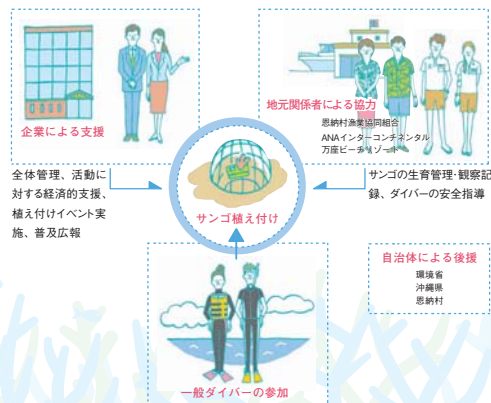 企業による支援
全体管理、活動に
対する経済的支援、
植え付けイベント実
施、普及広報
地元関係者による協力
恩納村漁業協同組合
ANAインターコンチネンタル
万座ビーチリゾート
サンゴの生育管理・観察記
録、ダイバーの安全指導
サンゴ植え付け
自治体による後援
環境省
沖縄県
恩納村
一般ダイバーの参加